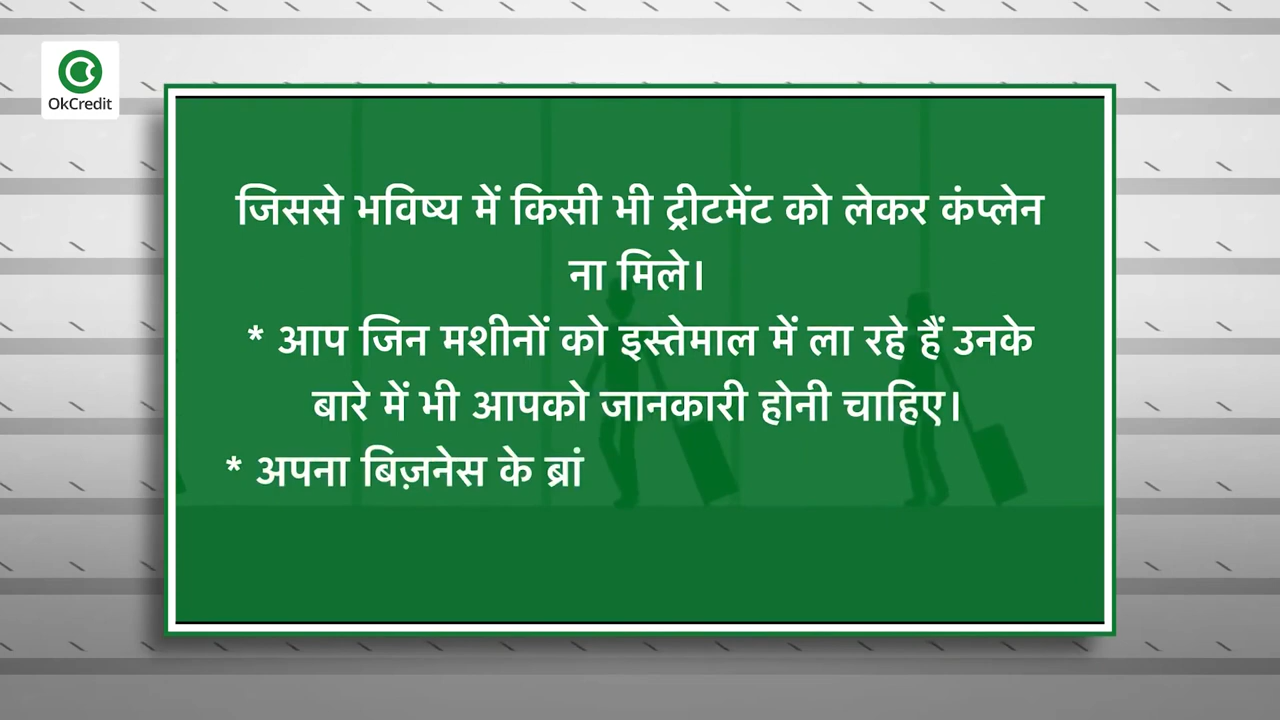 OkCredit
जिससे भविष्य में किसी भी ट्रीटमेंट को लेकर कंप्लेन
ना मिले।
* आप जिन मशीनों को इस्तेमाल में ला रहे हैं उनके
बारे में भी आपको जानकारी होनी चाहिए।
* अपना बिज़नेस के ब्रां